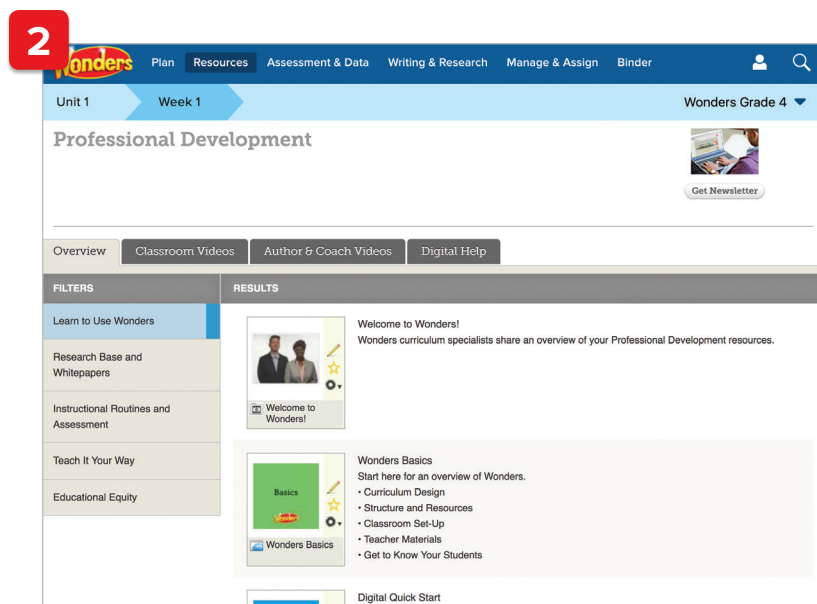 2
Wonders
Plan Resources Assessment & Data Writing & Research Manage & Assign Binder
Unit 1 Week 1 Wonders Grade 4
Professional Development
Get Newsletter
Overview Classroom Videos Author & Coach Videos Digital Help
FILTERS RESULTS
Learn to Use Wonders
Research Base and
Whitepapers
Instructional Routines and
Assessment
Teach It Your Way
Educational Equity
Welcome to
Wonders!
Welcome to Wonders!
Wonders curriculum specialists share an overview of your Professional Development resources.
Basics
Wonders
Wonders Basics
Wonders Basics
Start here for an overview of Wonders.
• Curriculum Design
• Structure and Resources
• Classroom Set-Up
• Teacher Materials
• Get to Know Your Students
Digital Quick Start